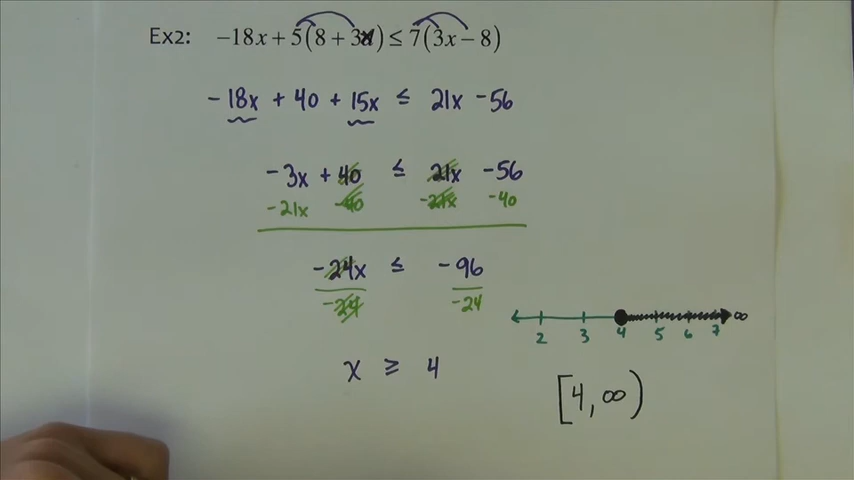 Ex2: -18x + 5(8 + 3x) ≤ 7(3x - 8)
-18x + 40 + 15x ≤ 21x - 56
-3x + 40 ≤ 21x - 56
-21x -40 -21x -40
-24x ≤ -96
-24 -24
x ≥ 4
2 3 4 5 6 7 ∞
[4, ∞)